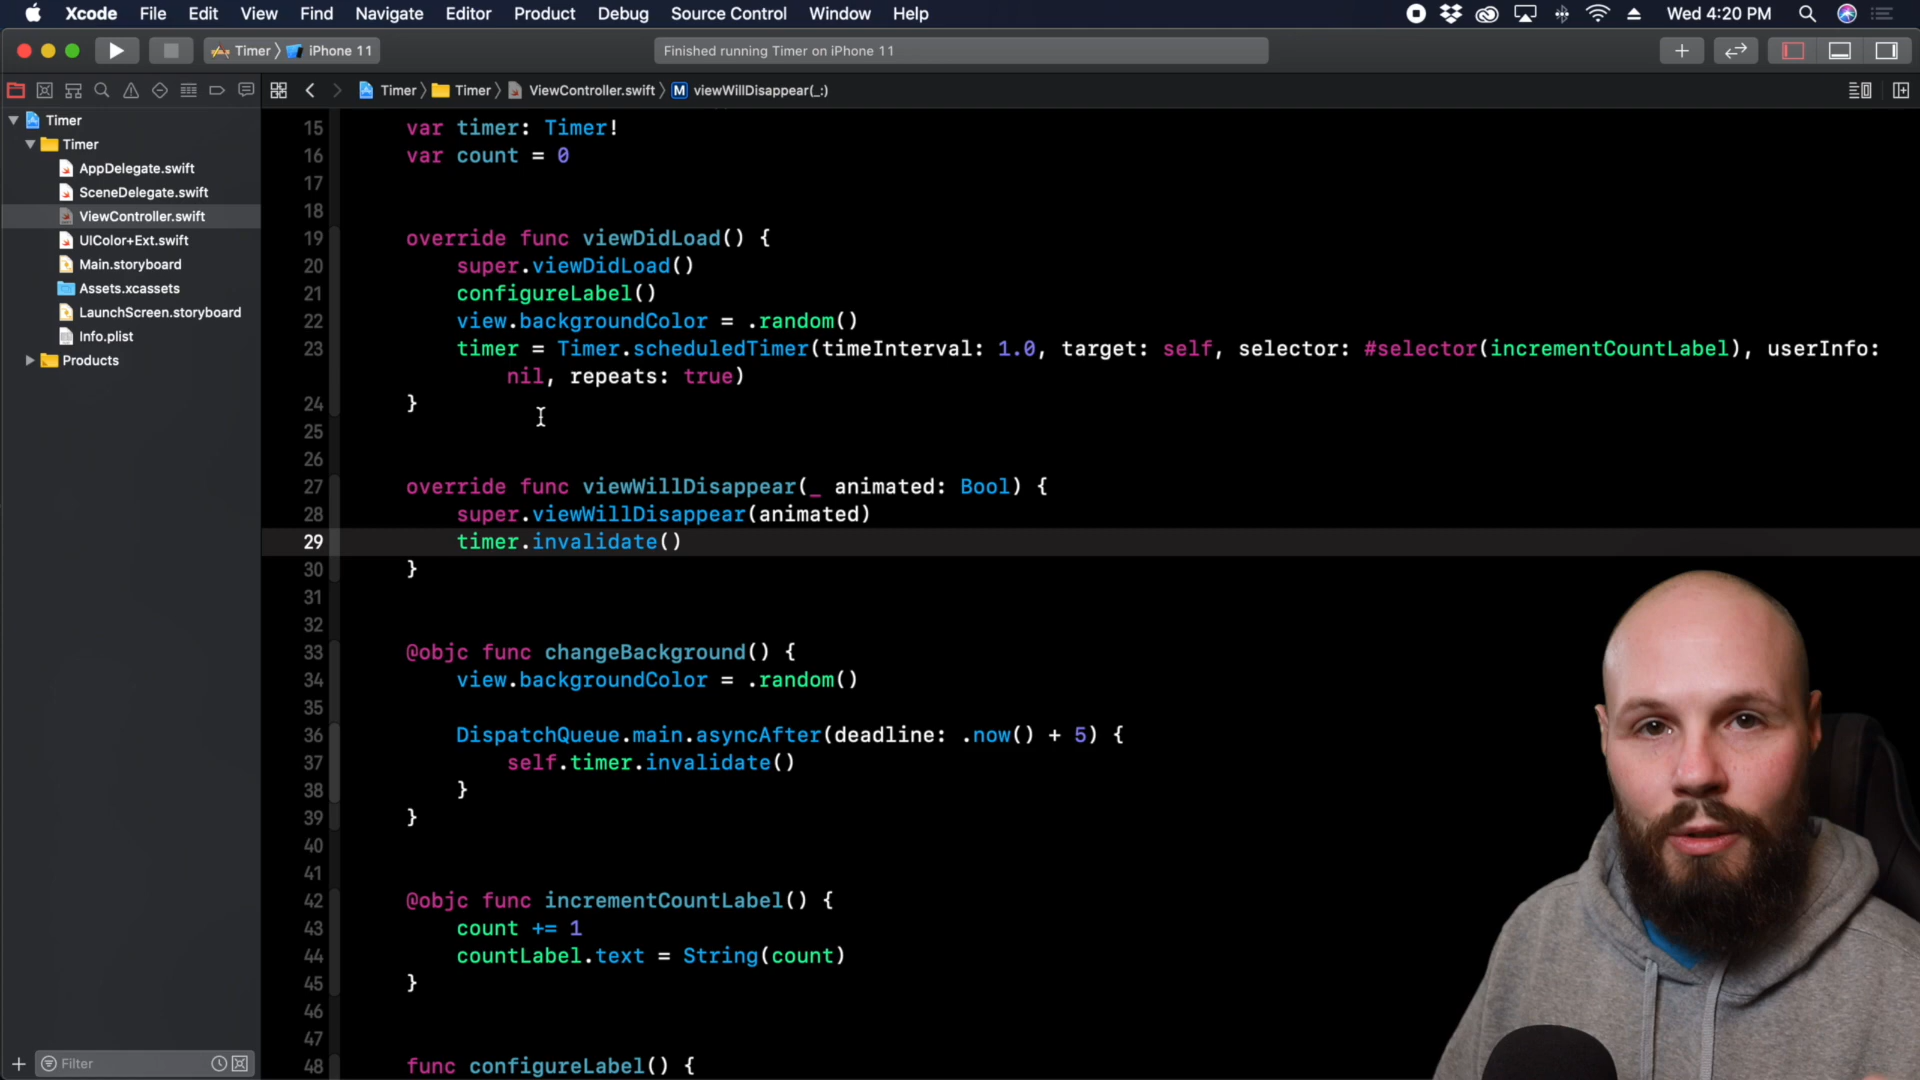 Xcode File Edit View Find Navigate Editor Product Debug Source Control Window Help Wed 4:20 PM
Timer iPhone 11 Finished running Timer on iPhone 11
Timer Timer ViewController.swift M viewWillDisappear(_:)
Timer
Timer
AppDelegate.swift
SceneDelegate.swift
ViewController.swift
UIColor+Ext.swift
Main.storyboard
Assets.xcassets
LaunchScreen.storyboard
Info.plist
Products
Filter
15 var timer: Timer!
16 var count = 0
17
18
19 override func viewDidLoad() {
20 super.viewDidLoad()
21 configureLabel()
22 view.backgroundColor = .random()
23 timer = Timer.scheduledTimer(timeInterval: 1.0, target: self, selector: #selector(incrementCountLabel), userInfo:
nil, repeats: true)
24 }
25
26
27 override func viewWillDisappear(_ animated: Bool) {
28 super.viewWillDisappear(animated)
29 timer.invalidate()
30 }
31
32
33 @objc func changeBackground() {
34 view.backgroundColor = .random()
35
36 DispatchQueue.main.asyncAfter(deadline: .now() + 5) {
37 self.timer.invalidate()
38 }
39 }
40
41
42 @objc func incrementCountLabel() {
43 count += 1
44 countLabel.text = String(count)
45 }
46
47
48 func configureLabel() {